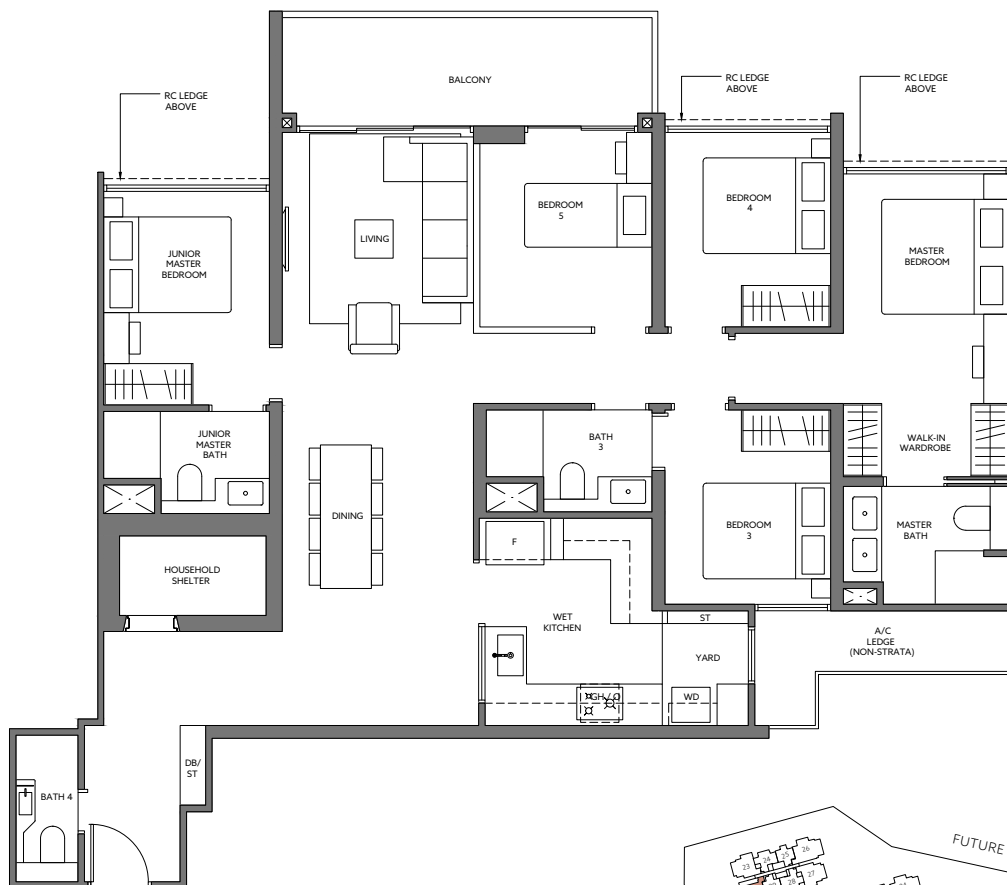 BALCONY
RC LEDGE
ABOVE
RC LEDGE
ABOVE
RC LEDGE
ABOVE
JUNIOR
MASTER
BEDROOM
LIVING
BEDROOM
5
BEDROOM
4
MASTER
BEDROOM
JUNIOR
MASTER
BATH
BATH
3
WALK-IN
WARDROBE
DINING
BEDROOM
3
MASTER
BATH
F
HOUSEHOLD
SHELTER
WET
KITCHEN
ST
YARD
A/C
LEDGE
(NON-STRATA)
WD
DB/
ST
BATH 4
FUTURE
23
24
25
26
28
27